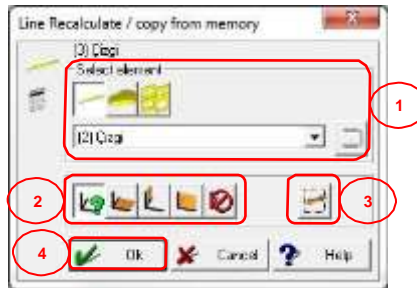 Line Recalculate / copy from memory
(3) Çizgi
Select element
(2) Çizgi
1
2
3
4
Ok
Cancel
?
Help